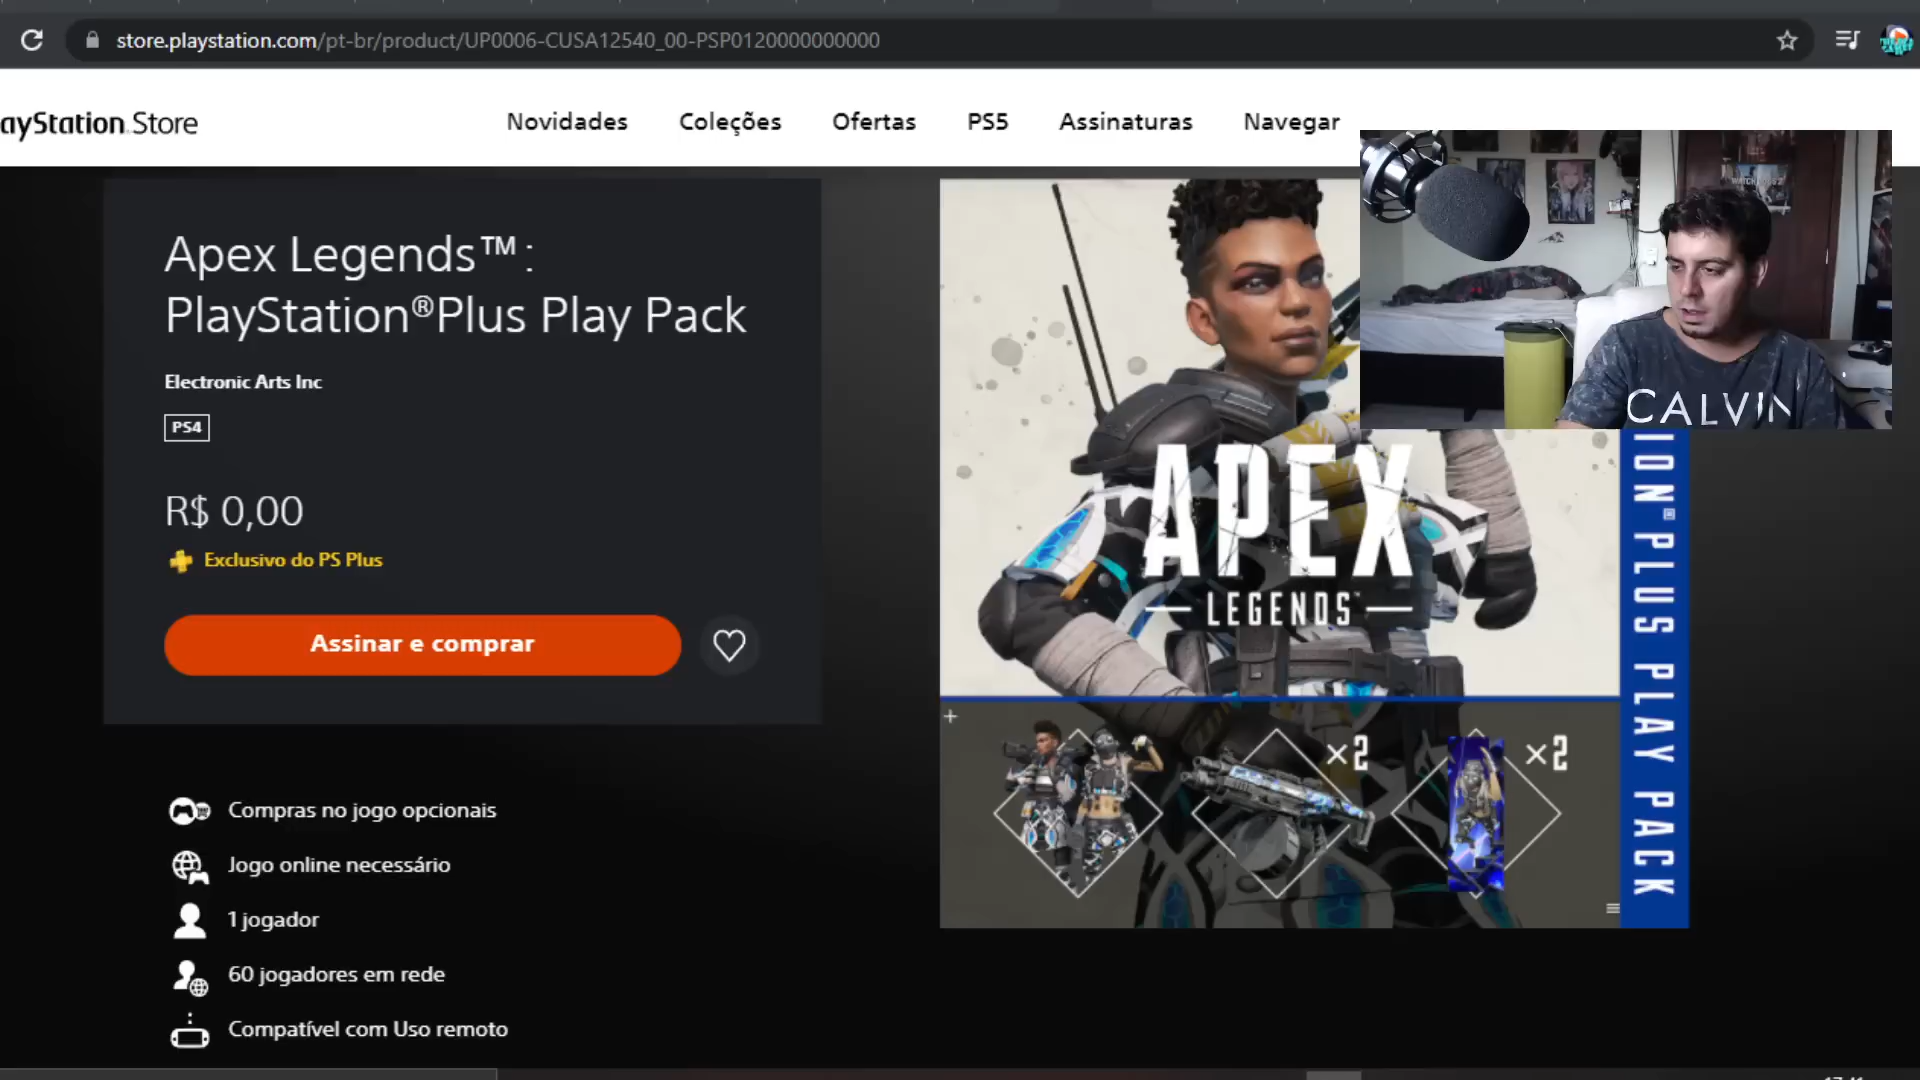 store.playstation.com/pt-br/product/UP0006-CUSA12540_00-PSP0120000000000
ayStation Store
Novidades
Coleções
Ofertas
PS5
Assinaturas
Navegar
Apex Legends™:
PlayStation®Plus Play Pack
Electronic Arts Inc
PS4
R$ 0,00
Exclusivo do PS Plus
Assinar e comprar
Compras no jogo opcionais
Jogo online necessário
1 jogador
60 jogadores em rede
Compatível com Uso remoto
APEX
LEGENDS
×2
×2
ION®PLUS PLAY PACK
CALVIN